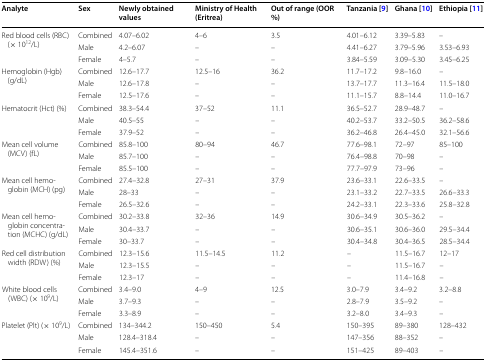 Analyte Sex Newly obtained values Ministry of Health (Eritrea) Out of range (OOR %) Tanzania [9] Ghana [10] Ethiopia [11]
Red blood cells (RBC) (× 10¹²/L) Combined 4.07–6.02 4–6 3.5 4.01–6.12 3.39–5.83 –
Male 4.2–6.07 – – 4.41–6.27 3.79–5.96 3.53–6.93
Female 4–5.7 – – 3.84–5.59 3.09–5.30 3.45–6.25
Hemoglobin (Hgb) (g/dL) Combined 12.6–17.7 12.5–16 36.2 11.7–17.2 9.8–16.0 –
Male 12.6–17.8 – – 13.7–17.7 11.3–16.4 11.5–18.0
Female 12.5–17.6 – – 11.1–15.7 8.8–14.4 11.0–16.7
Hematocrit (Hct) (%) Combined 38.3–54.4 37–52 11.1 36.5–52.7 28.9–48.7 –
Male 40.5–55 – – 40.2–53.7 33.2–50.5 36.2–58.6
Female 37.9–52 – – 36.2–46.8 26.4–45.0 32.1–56.6
Mean cell volume (MCV) (fL) Combined 85.8–100 80–94 46.7 77.6–98.1 72–97 85–100
Male 85.7–100 – – 76.4–98.8 70–98 –
Female 85.5–100 – – 77.7–97.9 73–96 –
Mean cell hemoglobin (MCH) (pg) Combined 27.4–32.8 27–31 37.9 23.6–33.1 22.6–33.5 –
Male 28–33 – – 23.1–33.2 22.7–33.5 26.6–33.3
Female 26.5–32.6 – – 24.2–33.1 22.3–33.6 25.8–32.8
Mean cell hemoglobin concentration (MCHC) (g/dL) Combined 30.2–33.8 32–36 14.9 30.6–34.9 30.5–36.2 –
Male 30.4–33.7 – – 30.6–35.1 30.6–36.0 29.5–34.4
Female 30–33.7 – – 30.4–34.8 30.4–36.5 28.5–34.4
Red cell distribution width (RDW) (%) Combined 12.3–15.6 11.5–14.5 11.2 – 11.5–16.7 12–17
Male 12.3–15.5 – – – 11.5–16.7 –
Female 12.3–17 – – – 11.4–16.8 –
White blood cells (WBC) (× 10⁹/L) Combined 3.4–9.0 4–9 12.5 3.0–7.9 3.4–9.2 3.2–8.8
Male 3.7–9.3 – – 2.8–7.9 3.5–9.2 –
Female 3.3–8.9 – – 3.2–8.0 3.4–9.3 –
Platelet (Plt) (× 10⁹/L) Combined 134–344.2 150–450 5.4 150–395 89–380 128–432
Male 128.4–318.4 – – 147–356 88–352 –
Female 145.4–351.6 – – 151–425 89–403 –